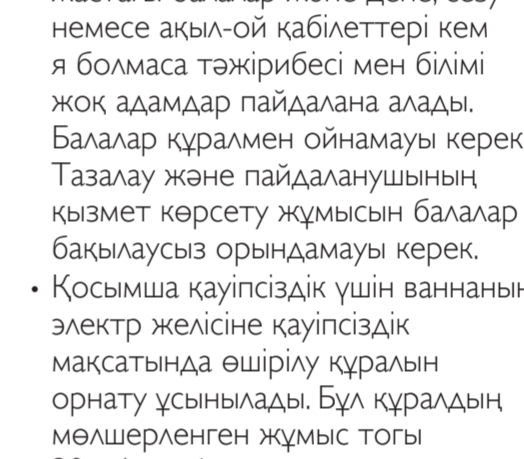 немесе ақыл-ой қабілеттері кем
я болмаса тәжірибесі мен білімі
жоқ адамдар пайдалана алады.
Балалар құралмен ойнамауы керек
Тазалау және пайдаланушының
қызмет көрсету жұмысын балалар
бақылаусыз орындамауы керек.
• Қосымша қауіпсіздік үшін ваннаның
электр желісіне қауіпсіздік
мақсатында өшірілу құралын
орнату ұсынылады. Бұл құралдың
мөлшерленген жұмыс тогы